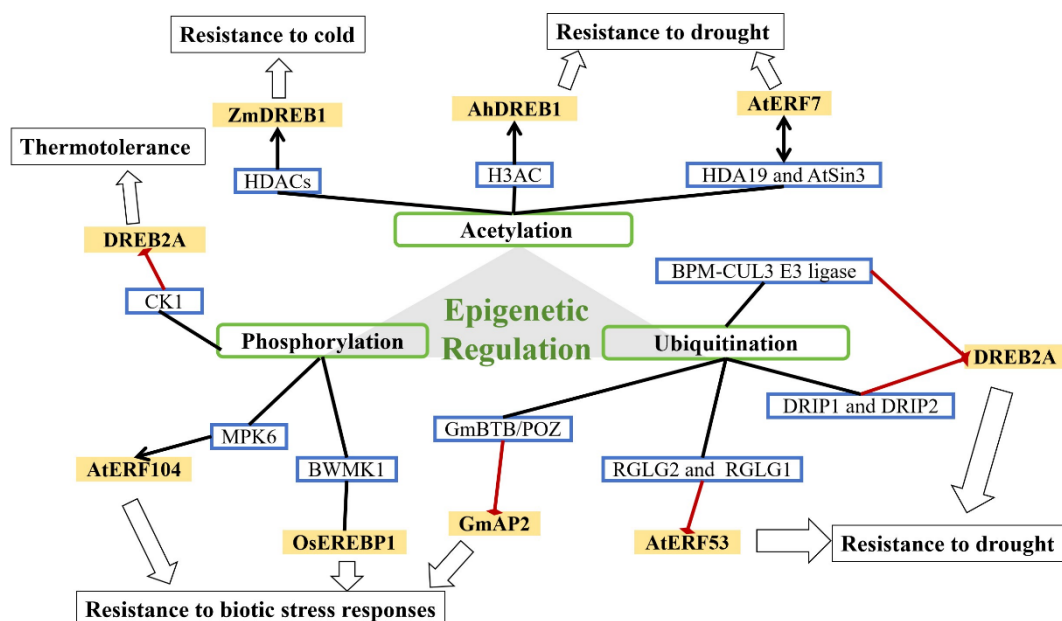 Resistance to cold
Resistance to drought
ZmDREB1
AhDREB1
AtERF7
Thermotolerance
HDACs
H3AC
HDA19 and AtSin3
DREB2A
Acetylation
BPM-CUL3 E3 ligase
CK1
Epigenetic
Regulation
Phosphorylation
Ubiquitination
DREB2A
DRIP1 and DRIP2
MPK6
GmBTB/POZ
AtERF104
BWMK1
RGLG2 and RGLG1
OsEREBP1
GmAP2
AtERF53
Resistance to drought
Resistance to biotic stress responses